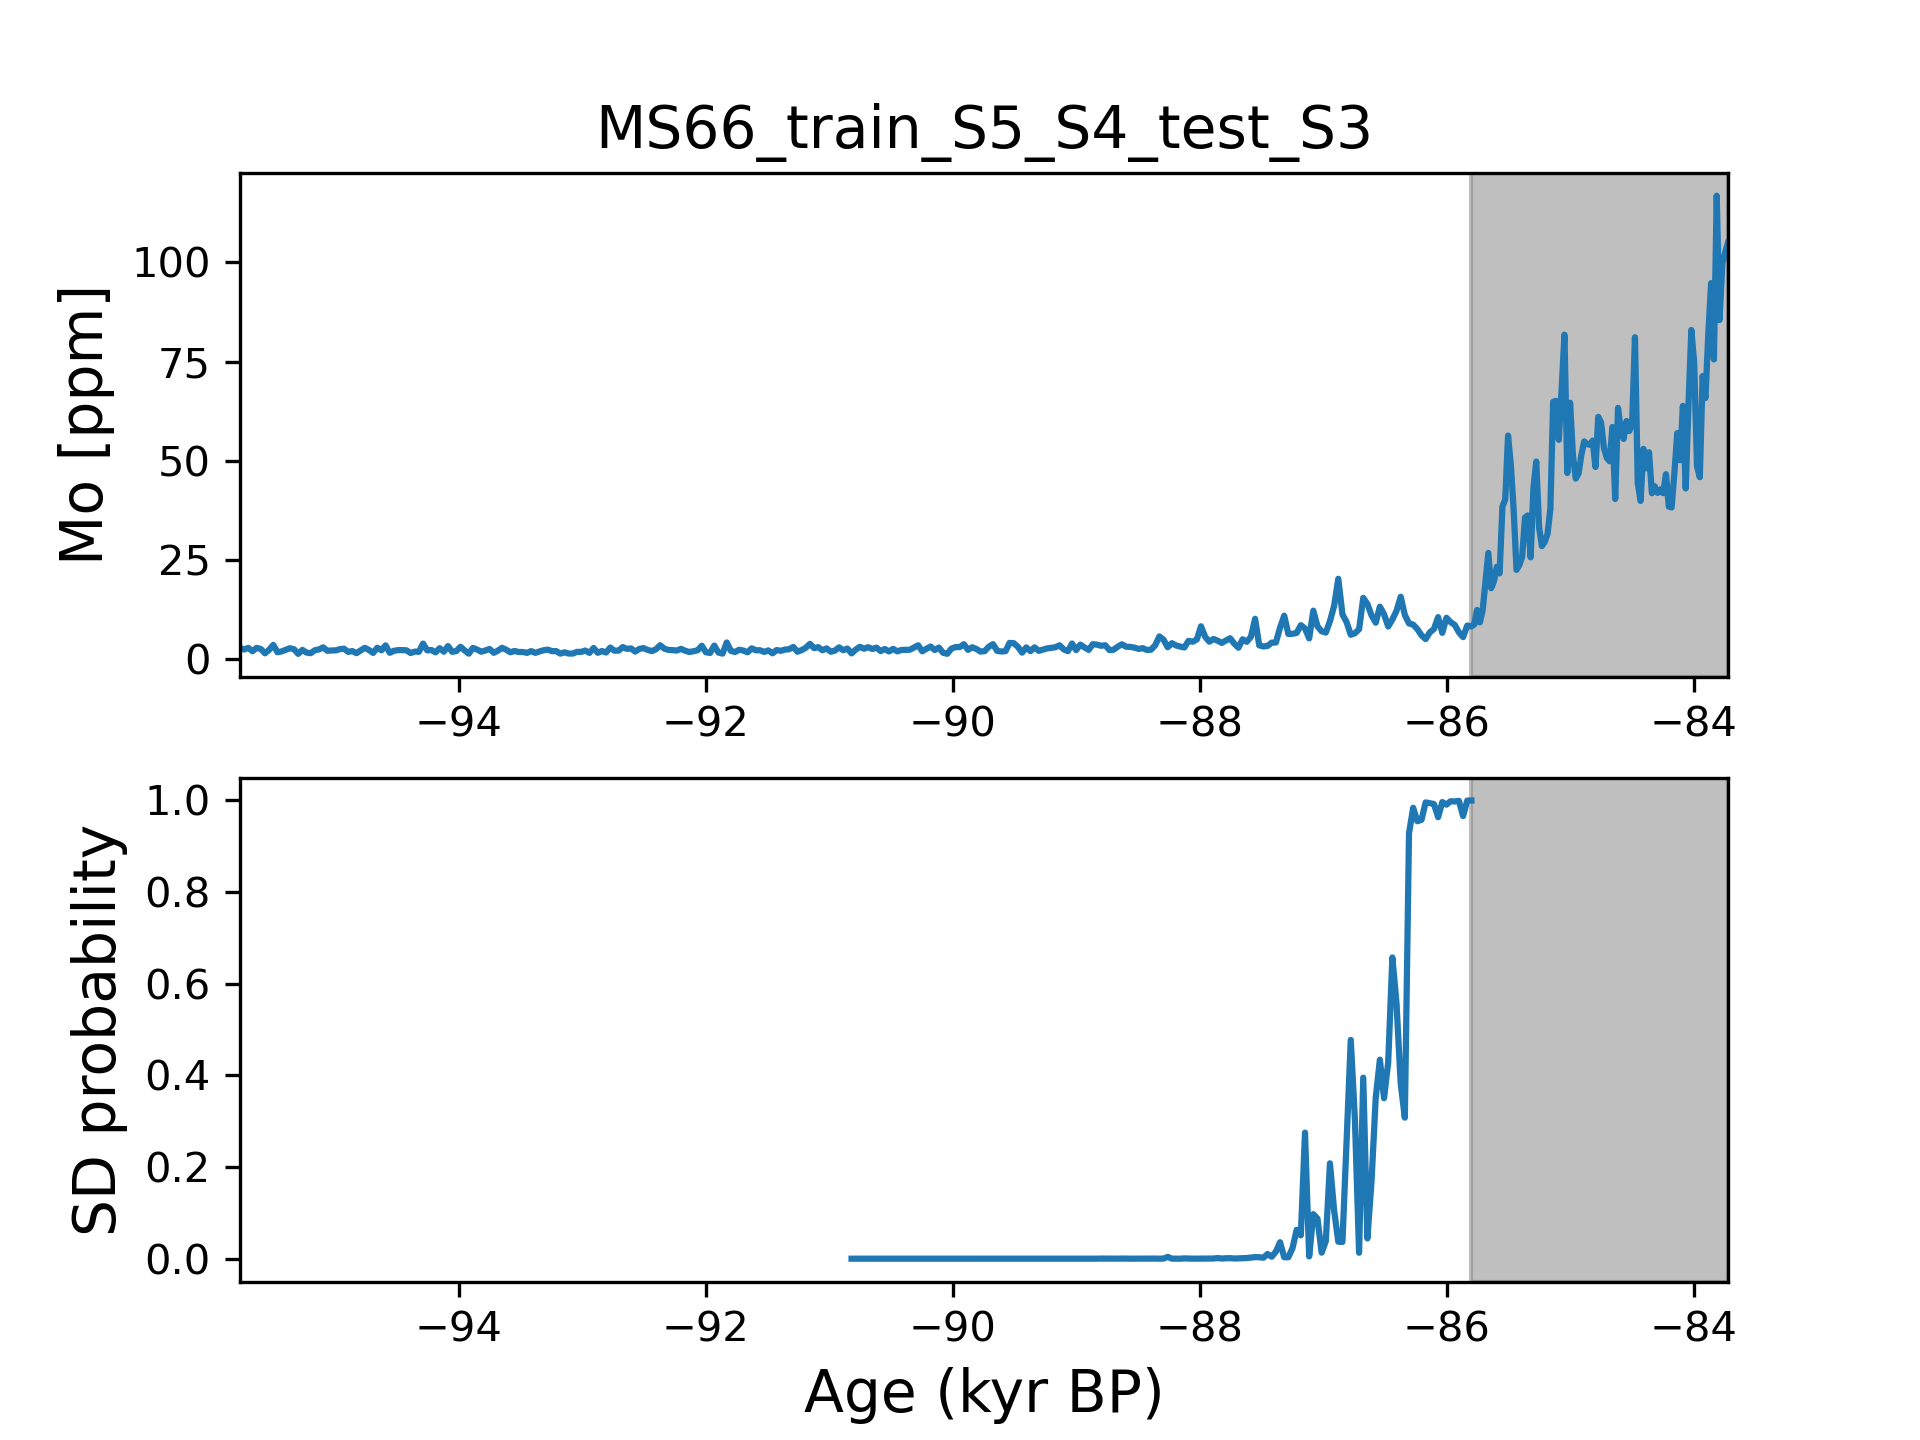 MS66_train_S5_S4_test_S3
Mo [ppm]
100
75
50
25
0
−94 −92 −90 −88 −86 −84
SD probability
1.0
0.8
0.6
0.4
0.2
0.0
−94 −92 −90 −88 −86 −84
Age (kyr BP)